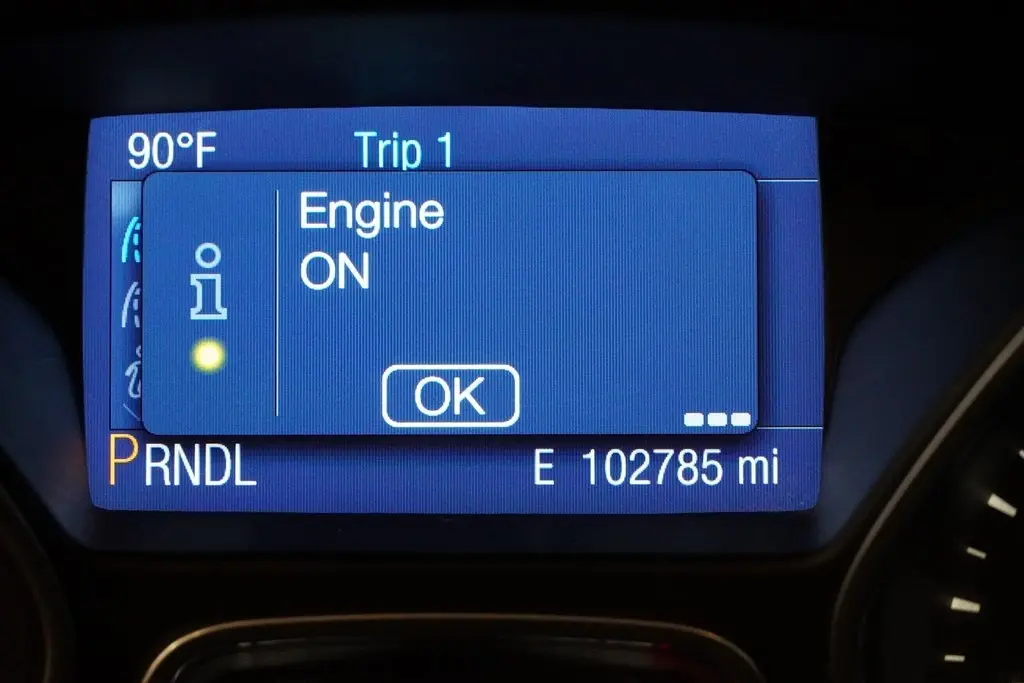 90°F Trip 1
Engine
ON
OK
PRNDL E 102785 mi